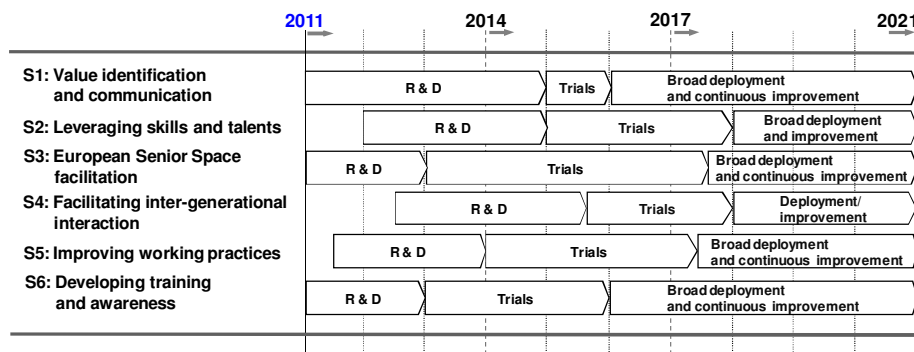 2011 2014 2017 2021
S1: Value identification
and communication
R & D Trials Broad deployment
and continuous improvement
S2: Leveraging skills and talents R & D Trials Broad deployment
and improvement
S3: European Senior Space
facilitation
R & D Trials Broad deployment
and continuous improvement
S4: Facilitating inter-generational
interaction
R & D Trials Deployment/
improvement
S5: Improving working practices R & D Trials Broad deployment
and continuous improvement
S6: Developing training
and awareness
R & D Trials Broad deployment
and continuous improvement